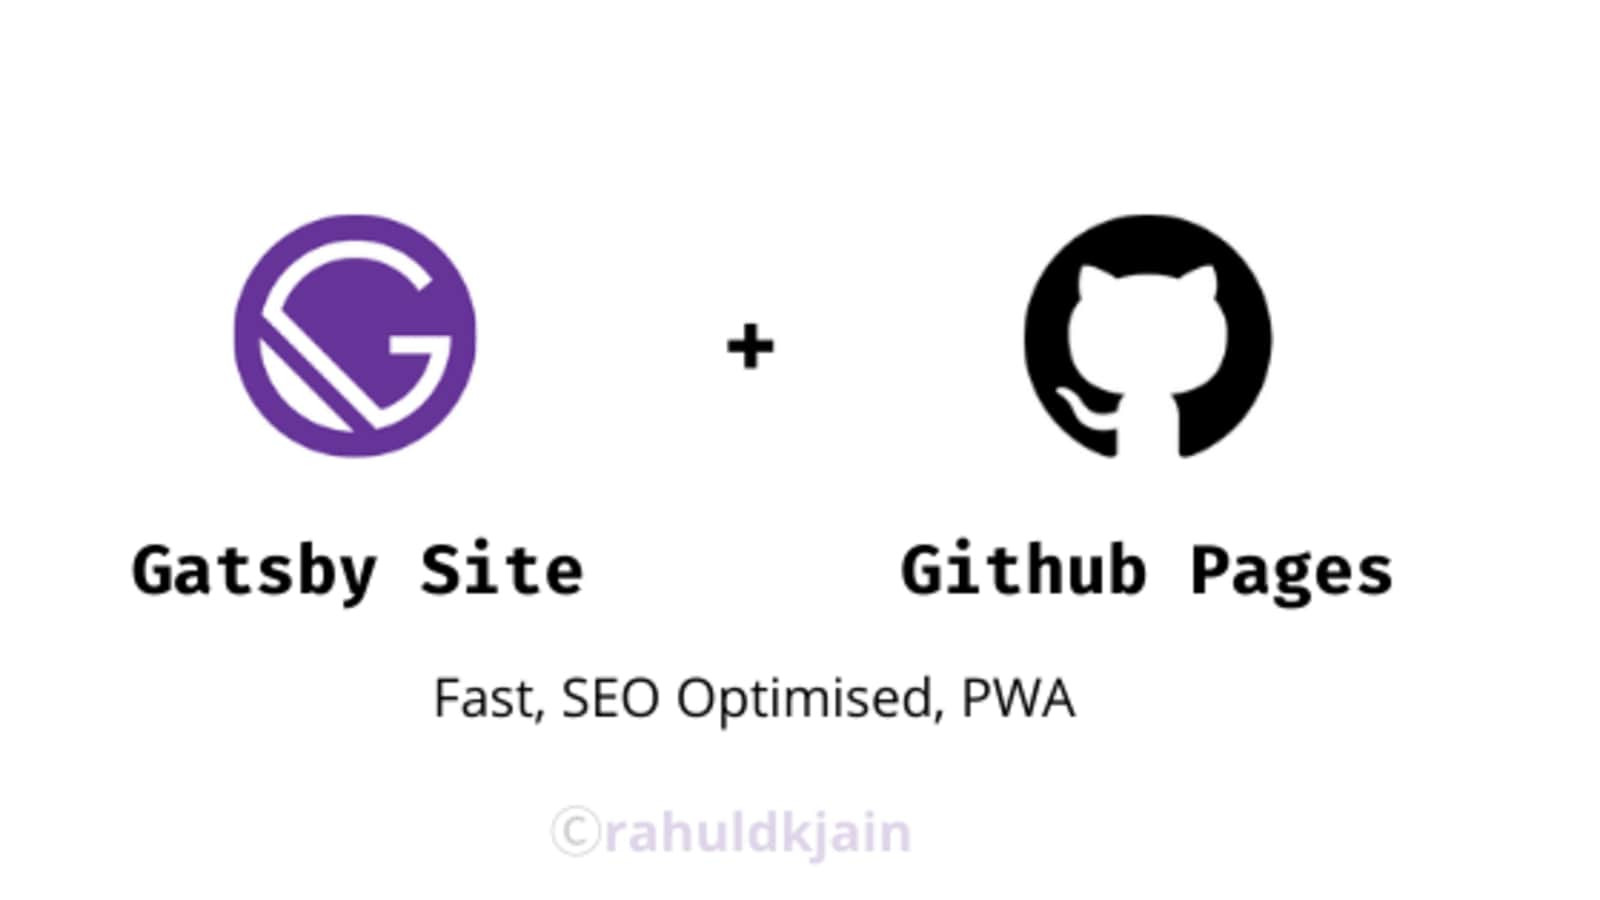 +
Gatsby Site
Github Pages
Fast, SEO Optimised, PWA
©rahuldkjain